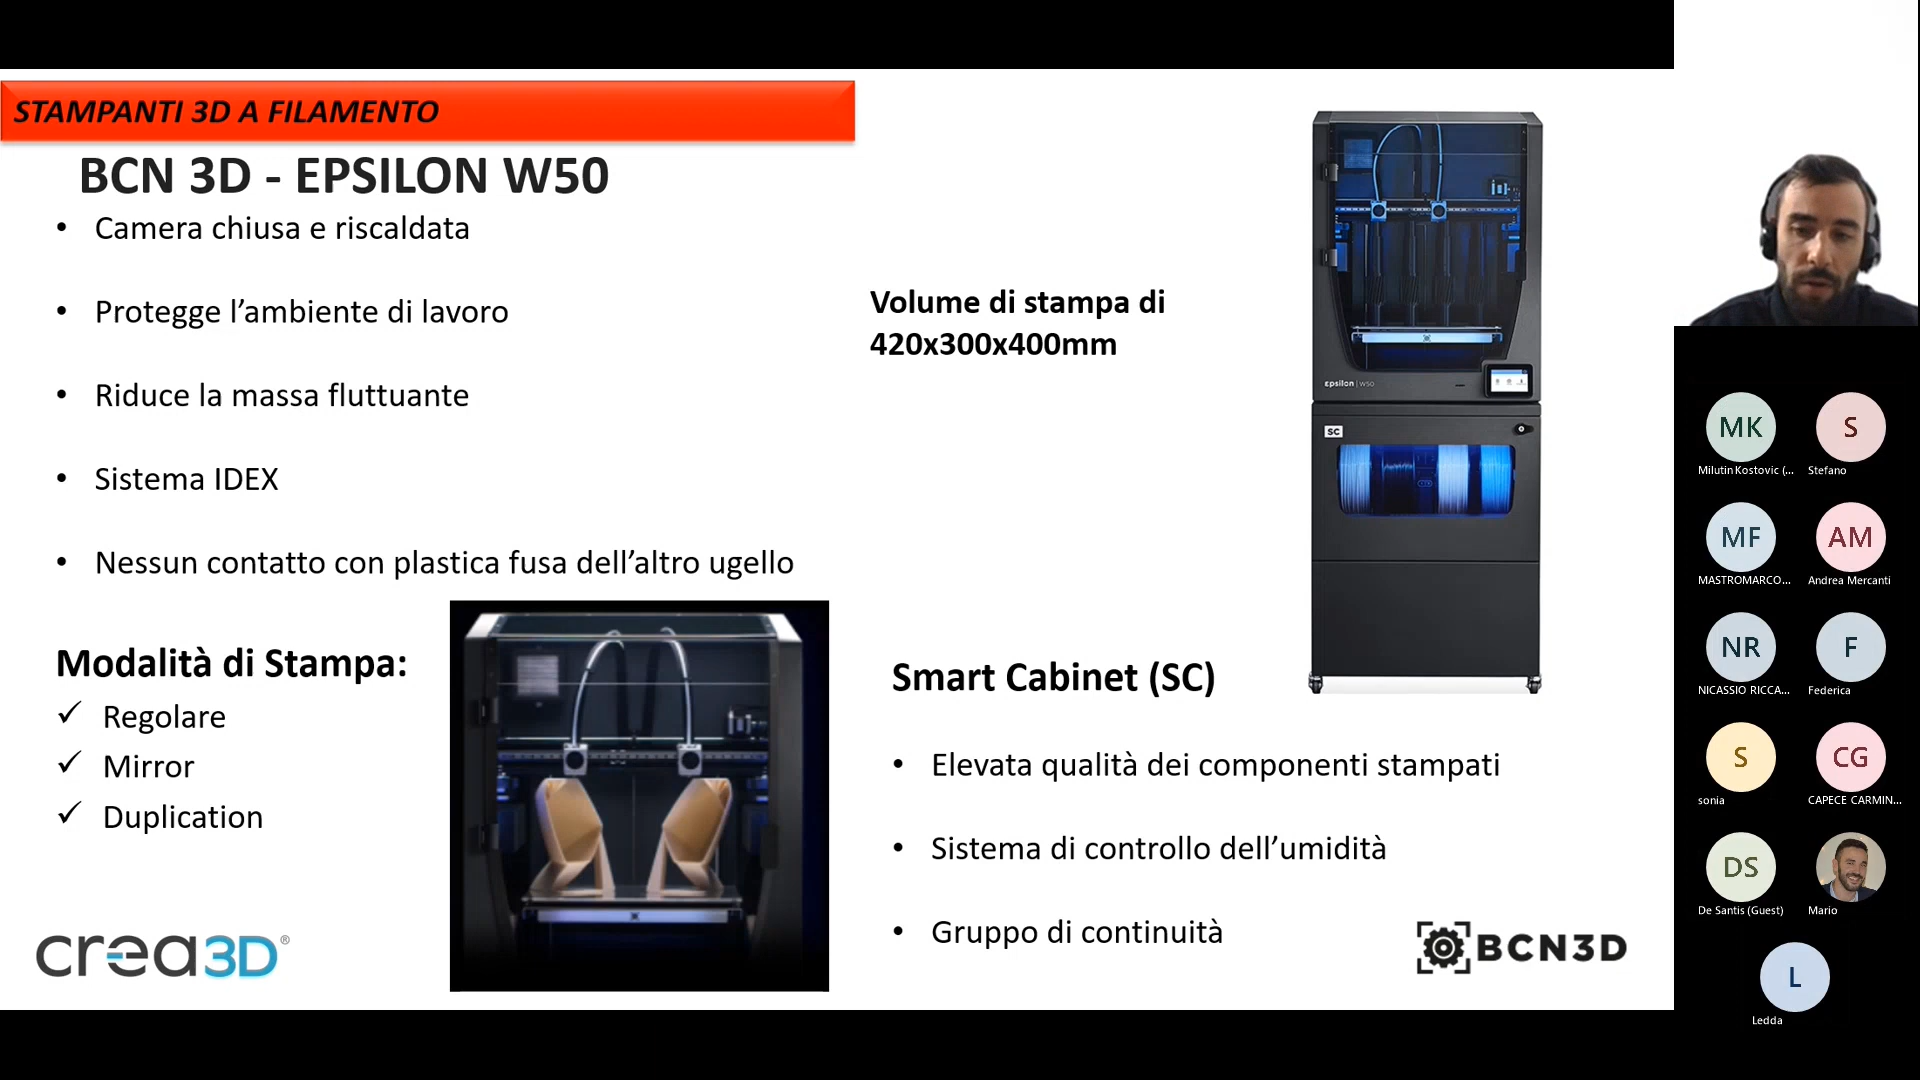 STAMPANTI 3D A FILAMENTO
BCN 3D - EPSILON W50
• Camera chiusa e riscaldata
• Protegge l’ambiente di lavoro
• Riduce la massa fluttuante
• Sistema IDEX
• Nessun contatto con plastica fusa dell’altro ugello
Modalità di Stampa:
✓ Regolare
✓ Mirror
✓ Duplication
crea3D®
Volume di stampa di
420x300x400mm
epsilon | W50
SC
Smart Cabinet (SC)
• Elevata qualità dei componenti stampati
• Sistema di controllo dell’umidità
• Gruppo di continuità
BCN3D
MK
S
Milutin Kostovic (...
Stefano
MF
AM
MASTROMARCO...
Andrea Mercanti
NR
F
NICASSIO RICCA...
Federica
S
CG
sonia
CAPECE CARMIN...
DS
De Santis (Guest)
Mario
L
Ledda